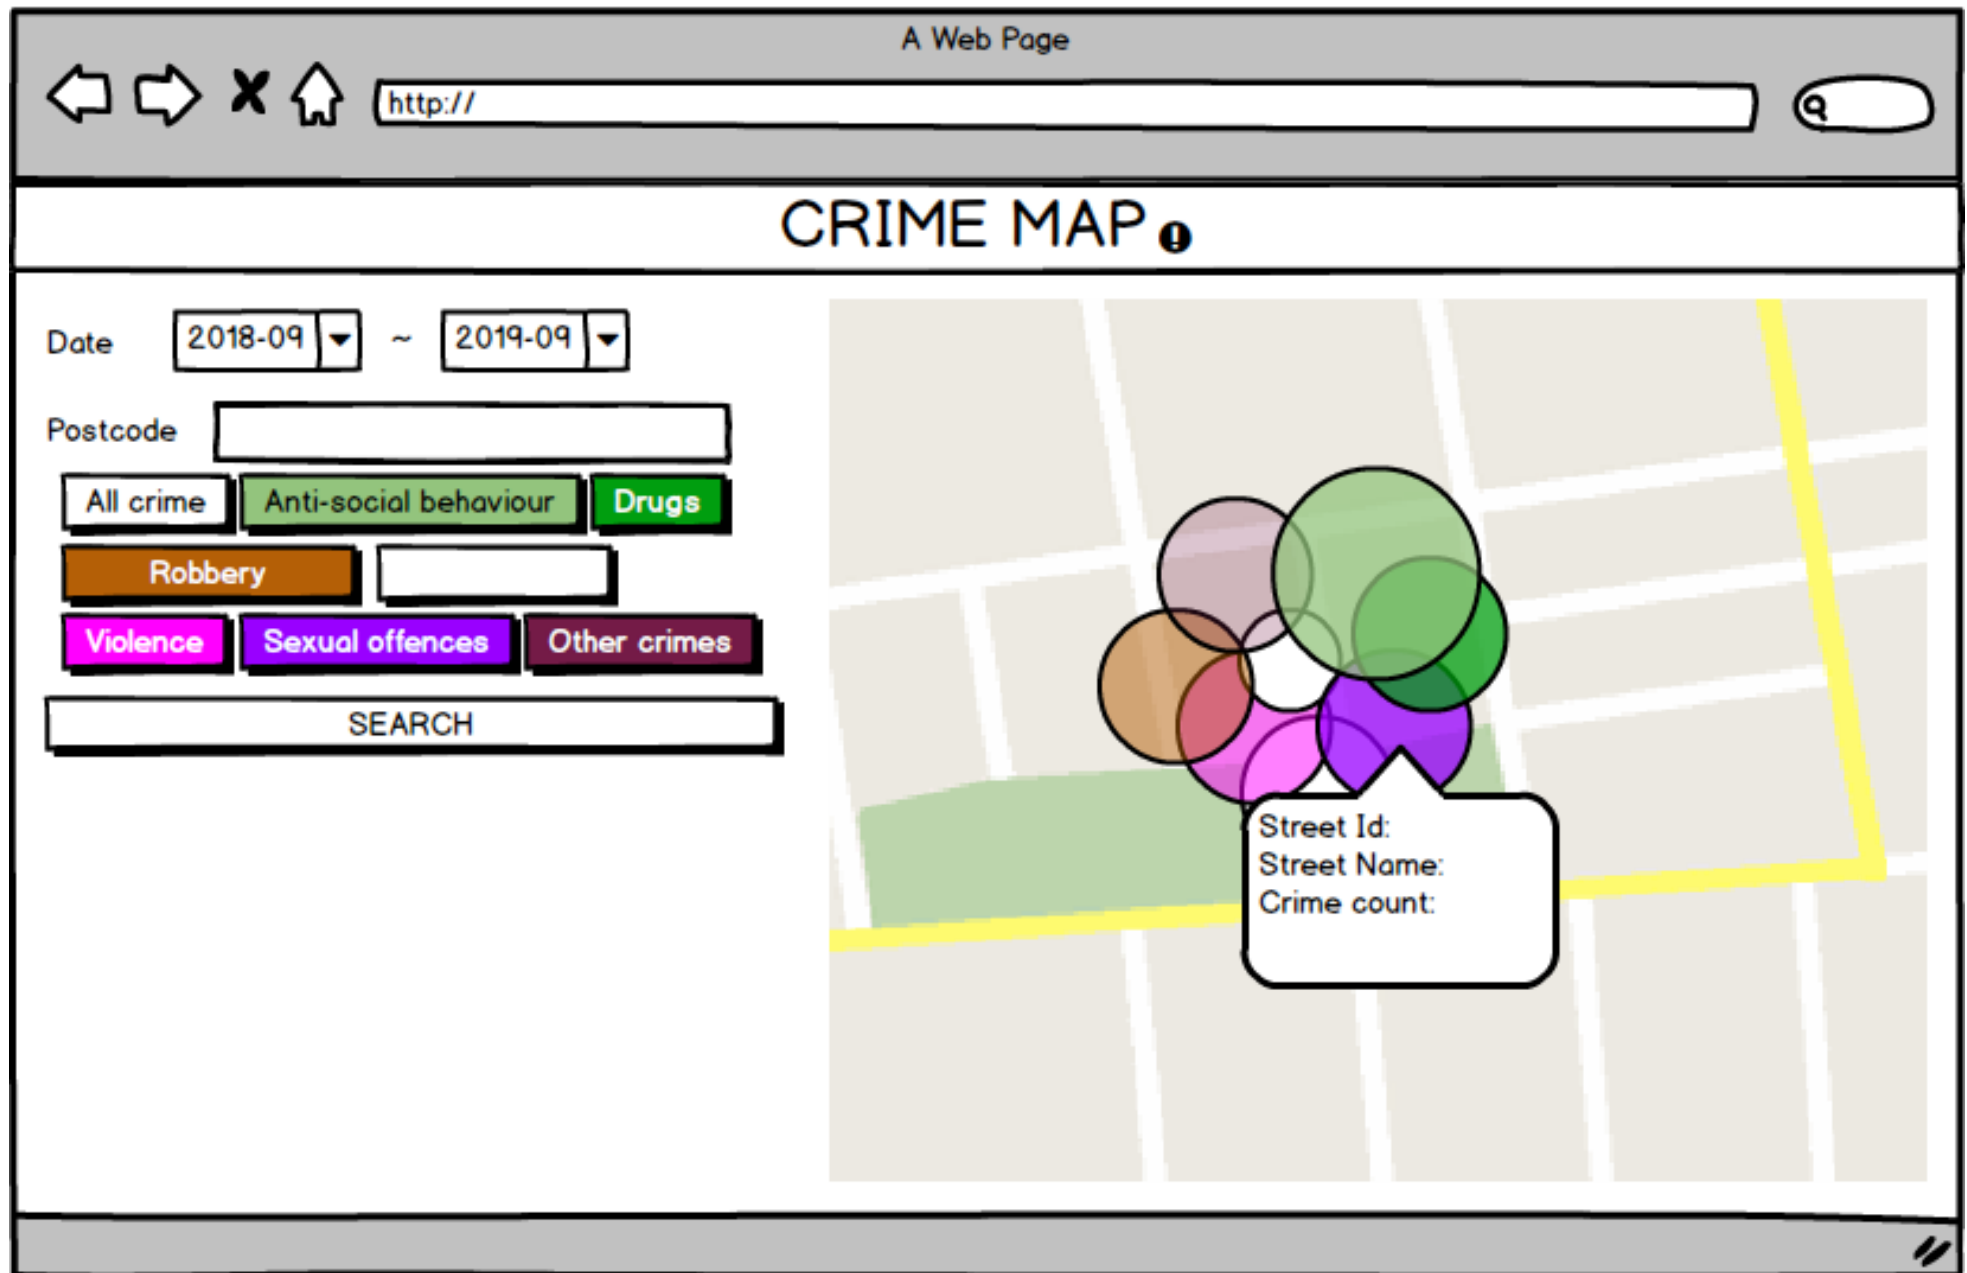 A Web Page
http://
CRIME MAP
Date 2018-09 ~ 2019-09
Postcode
All crime Anti-social behaviour Drugs
Robbery
Violence Sexual offences Other crimes
SEARCH
Street Id:
Street Name:
Crime count: